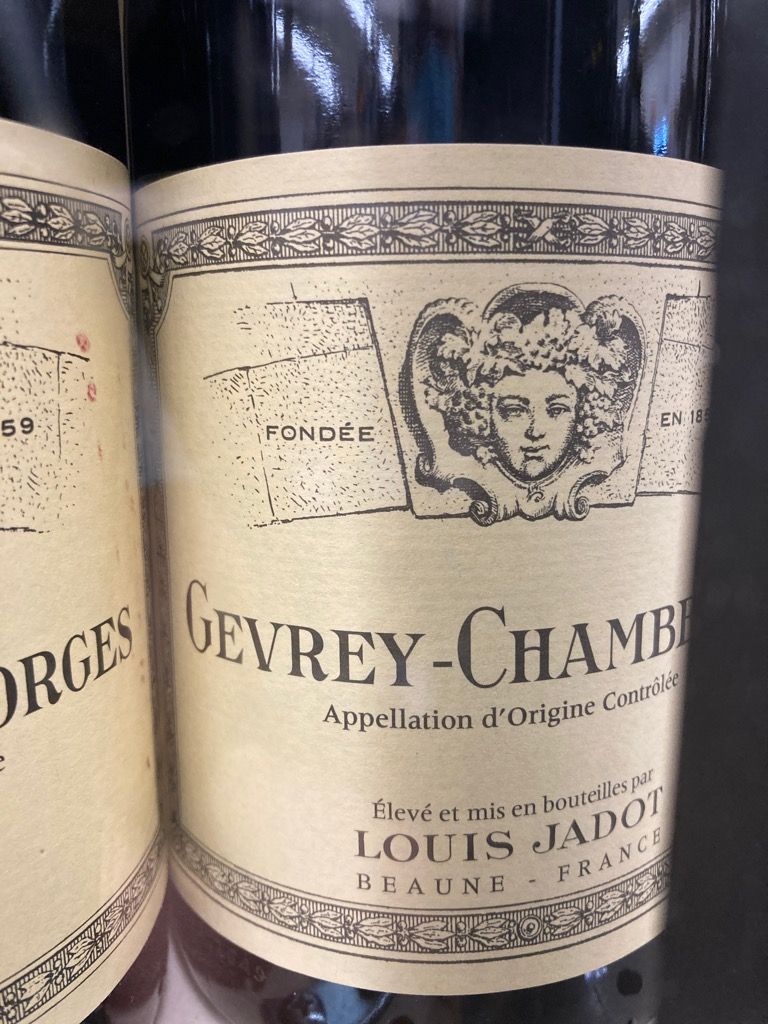 59
ORGES
FONDÉE
EN 185
GEVREY-CHAMBE
Appellation d'Origine Contrôlée
Élevé et mis en bouteilles par
LOUIS JADOT
BEAUNE - FRANCE